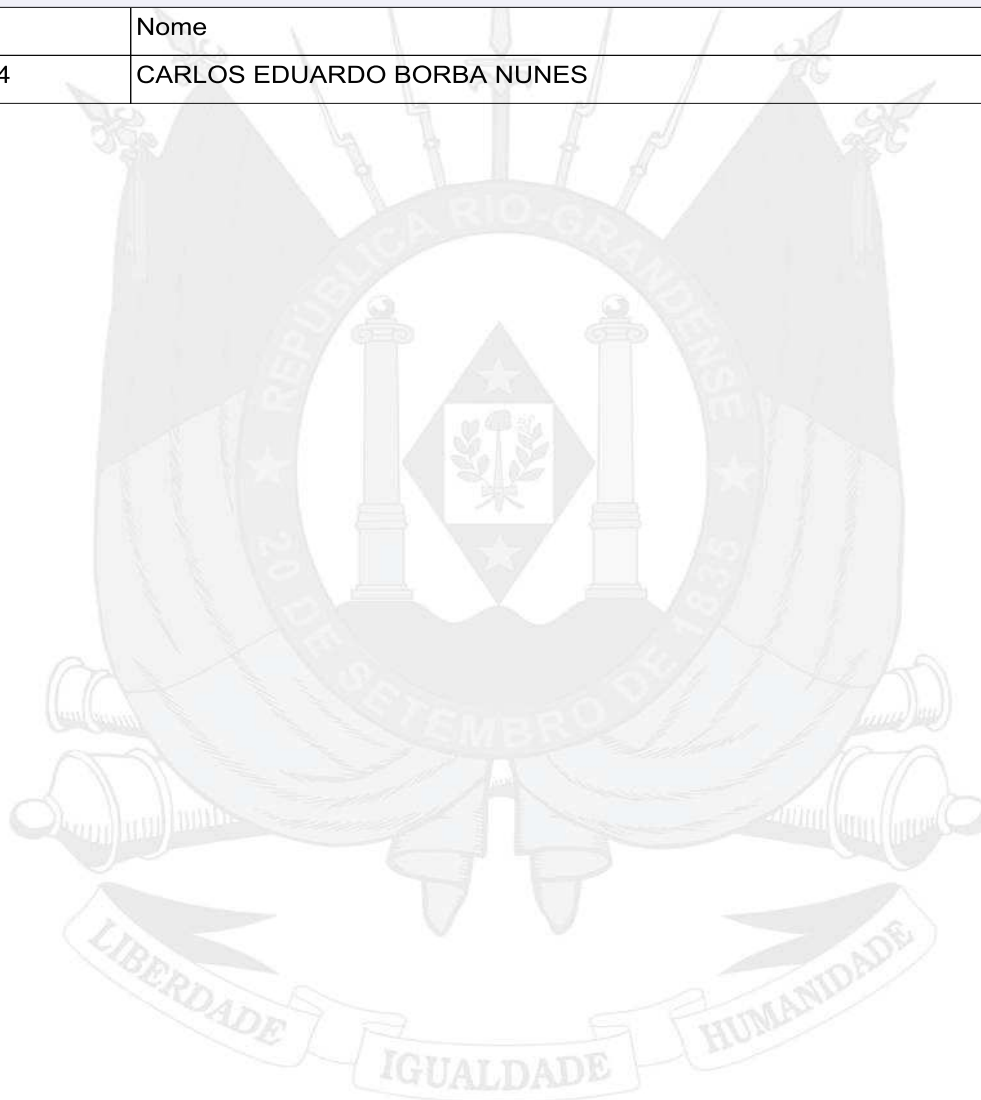 Nome
4 CARLOS EDUARDO BORBA NUNES
REPUBLICA RIO-GRANDENSE
20 DE SETEMBRO DE 1835
LIBERDADE
IGUALDADE
HUMANIDADE